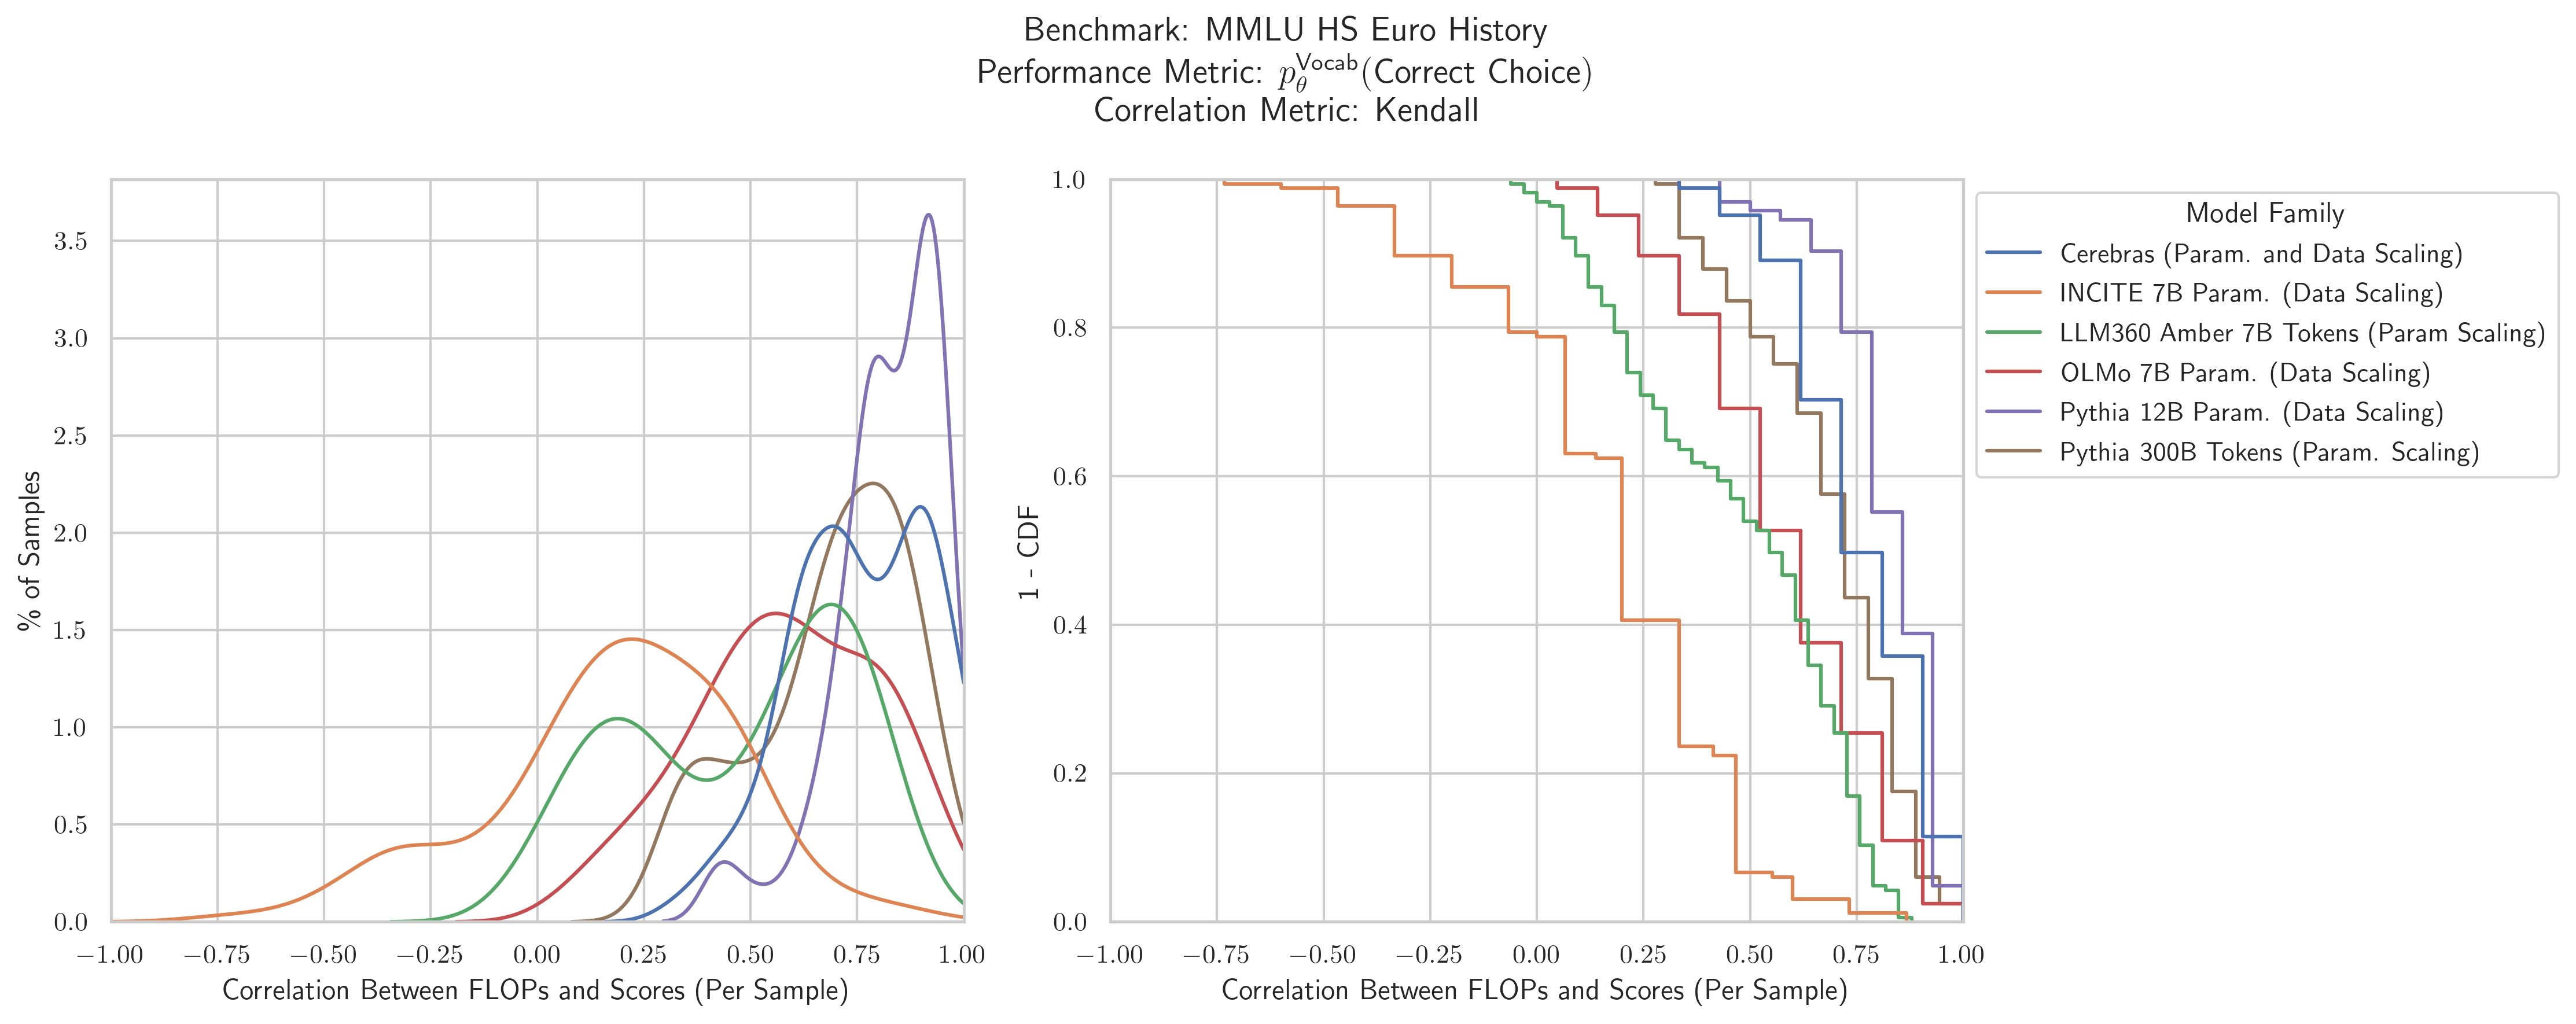 Benchmark: MMLU HS Euro History
Performance Metric: $p_\theta^{\text{Vocab}}$(Correct Choice)
Correlation Metric: Kendall
% of Samples
3.5
3.0
2.5
2.0
1.5
1.0
0.5
0.0
−1.00 −0.75 −0.50 −0.25 0.00 0.25 0.50 0.75 1.00
Correlation Between FLOPs and Scores (Per Sample)
1 - CDF
1.0
0.8
0.6
0.4
0.2
0.0
−1.00 −0.75 −0.50 −0.25 0.00 0.25 0.50 0.75 1.00
Correlation Between FLOPs and Scores (Per Sample)
Model Family
Cerebras (Param. and Data Scaling)
INCITE 7B Param. (Data Scaling)
LLM360 Amber 7B Tokens (Param Scaling)
OLMo 7B Param. (Data Scaling)
Pythia 12B Param. (Data Scaling)
Pythia 300B Tokens (Param. Scaling)